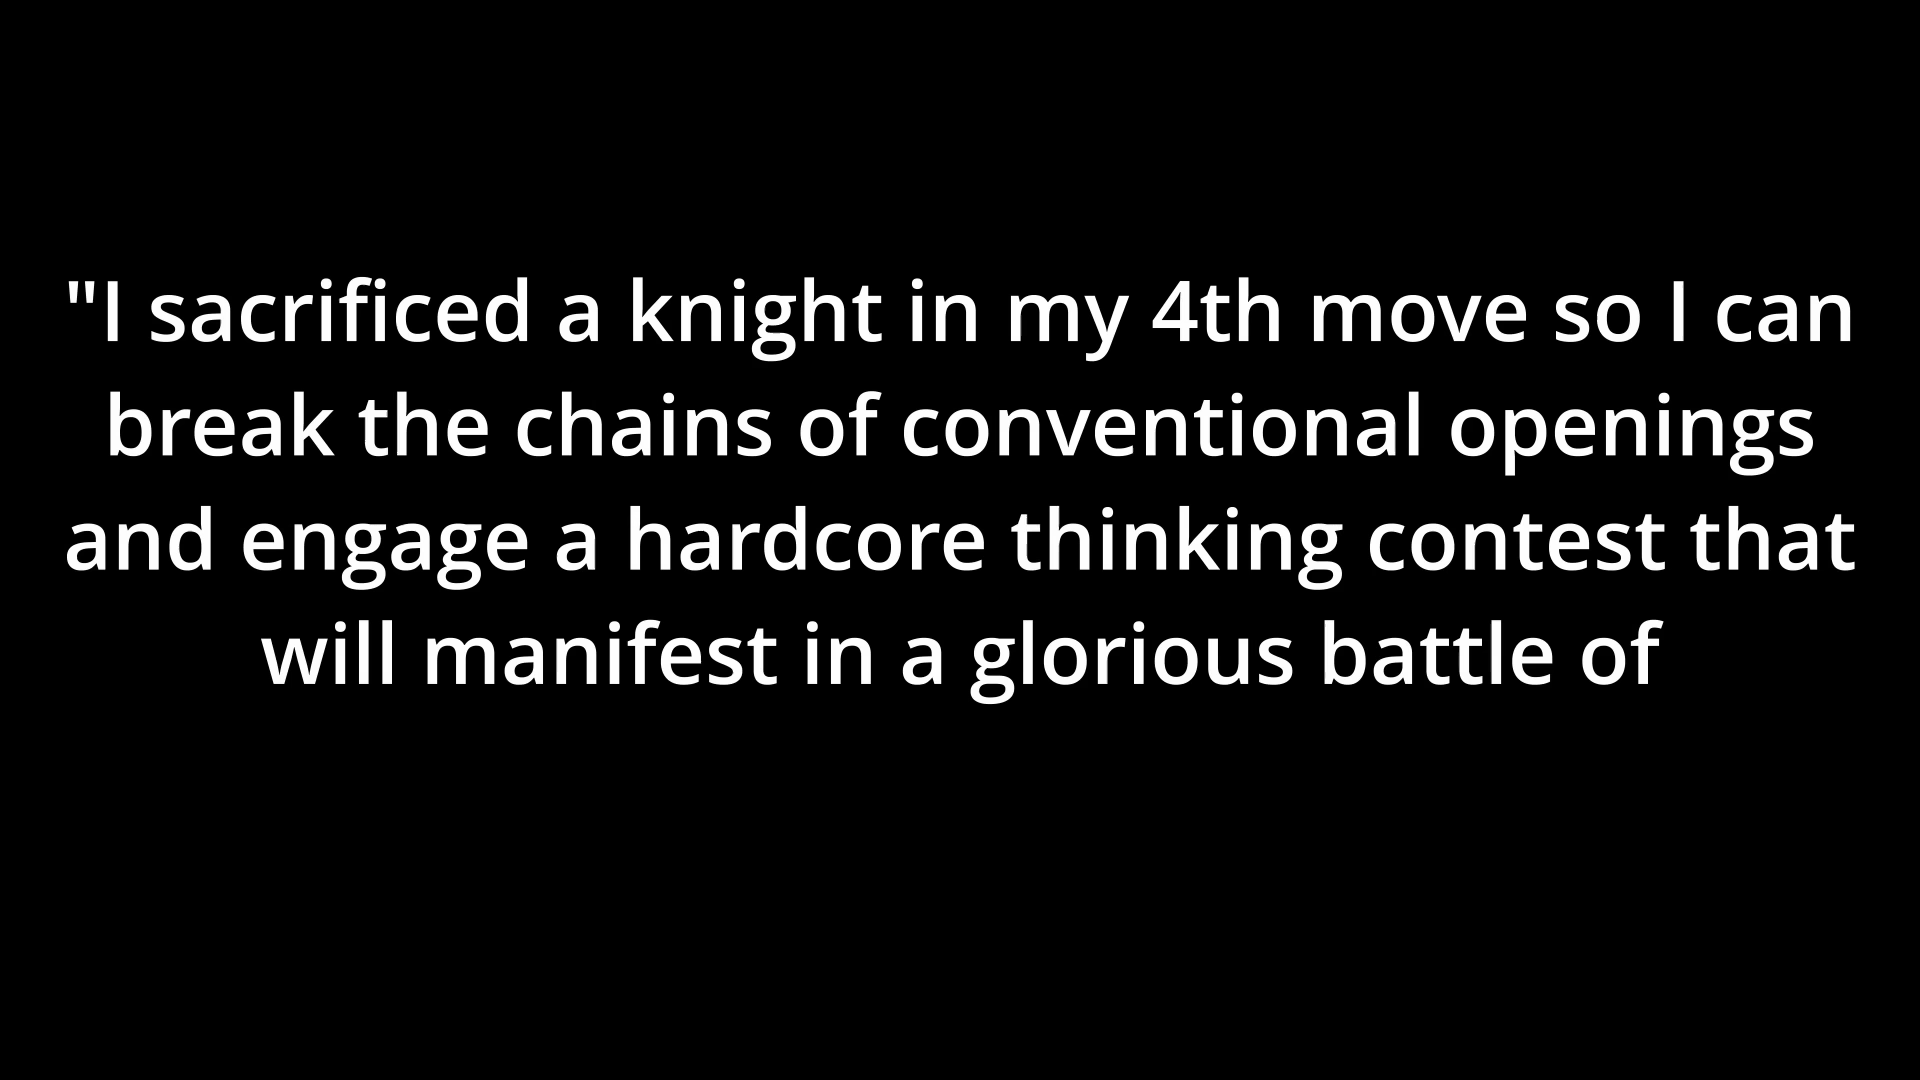 "I sacrificed a knight in my 4th move so I can
break the chains of conventional openings
and engage a hardcore thinking contest that
will manifest in a glorious battle of